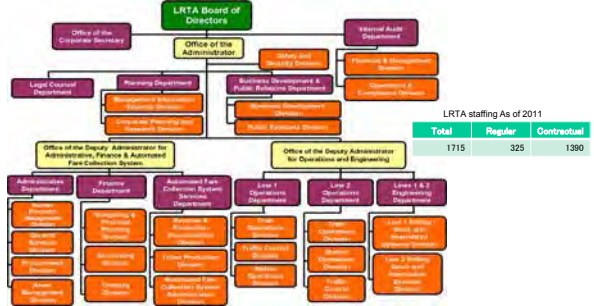 LRTA Board of
Directors
Office of the
Corporate Secretary
Internal Audit
Department
Office of the
Administrator
Safety and
Security Division
Financial & Management
Division
Operations &
Compliance Division
Legal Counsel
Department
Planning Department
Business Development &
Public Relations Department
Management Information
Services Division
Corporate Planning and
Research Division
Business Development
Division
Public Relations Division
LRTA staffing As of 2011
Total Regular Contractual
1715 325 1390
Office of the Deputy Administrator for
Administrative, Finance & Automated
Fare Collection System
Office of the Deputy Administrator
for Operations and Engineering
Administrative
Department
Finance
Department
Automated Fare
Collection System
Services
Department
Line 1
Operations
Department
Line 2
Operations
Department
Lines 1 & 2
Engineering
Department
Human
Resource
Management
Division
General
Services
Division
Procurement
Division
Asset
Management
Division
Budgeting &
Financial
Planning
Division
Accounting
Division
Treasury
Division
Revenue &
Division
Ticket Production
Division
Automated Fare
Collection System
Division
Train
Operations
Division
Traffic Control
Division
Station
Operations
Division
Train
Operations
Division
Station
Operations
Division
Traffic
Control
Division
Line 1 Rolling
Stock and
Division
Line 2 Rolling
Stock and
Division